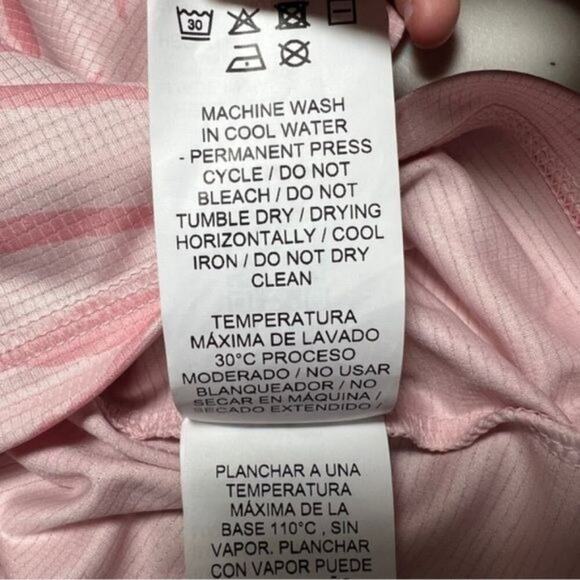 30
MACHINE WASH
IN COOL WATER
- PERMANENT PRESS
CYCLE / DO NOT
BLEACH / DO NOT
TUMBLE DRY / DRYING
HORIZONTALLY / COOL
IRON / DO NOT DRY
CLEAN
TEMPERATURA
MÁXIMA DE LAVADO
30°C PROCESO
MODERADO / NO USAR
BLANQUEADOR / NO
SECAR EN MÁQUINA /
SECADO EXTENDIDO /
PLANCHAR A UNA
TEMPERATURA
MÁXIMA DE LA
BASE 110°C , SIN
VAPOR. PLANCHAR
CON VAPOR PUEDE